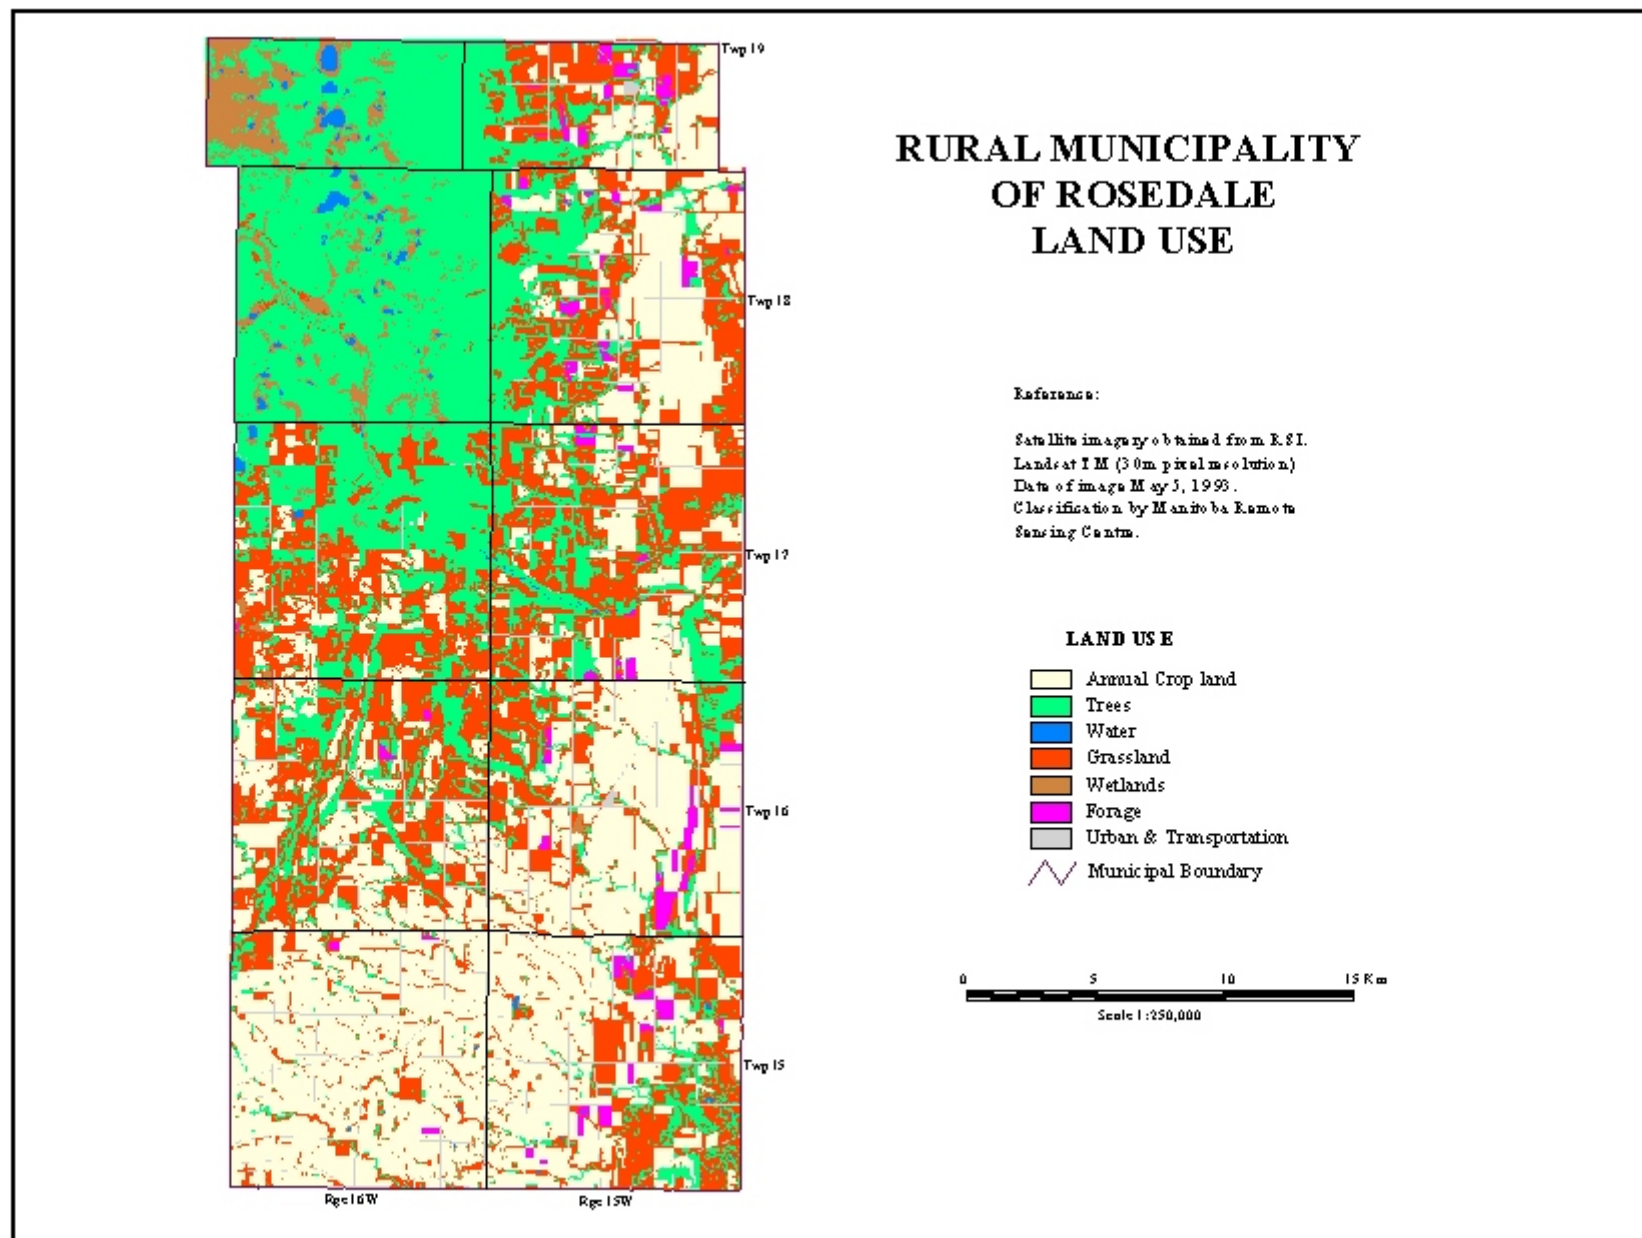 Twp 19
RURAL MUNICIPALITY
OF ROSEDALE
LAND USE
Twp 18
Reference:
Satellite imagery obtained from RSI.
Landsat TM (30m pixel resolution)
Date of image May 5, 1993.
Classification by Manitoba Remote
Sensing Centre.
Twp 17
LAND USE
Annual Crop land
Trees
Water
Grassland
Wetlands
Forage
Urban & Transportation
Municipal Boundary
Twp 16
0 5 10 15 Km
Scale 1:250,000
Twp 15
Rge 16W Rge 15W